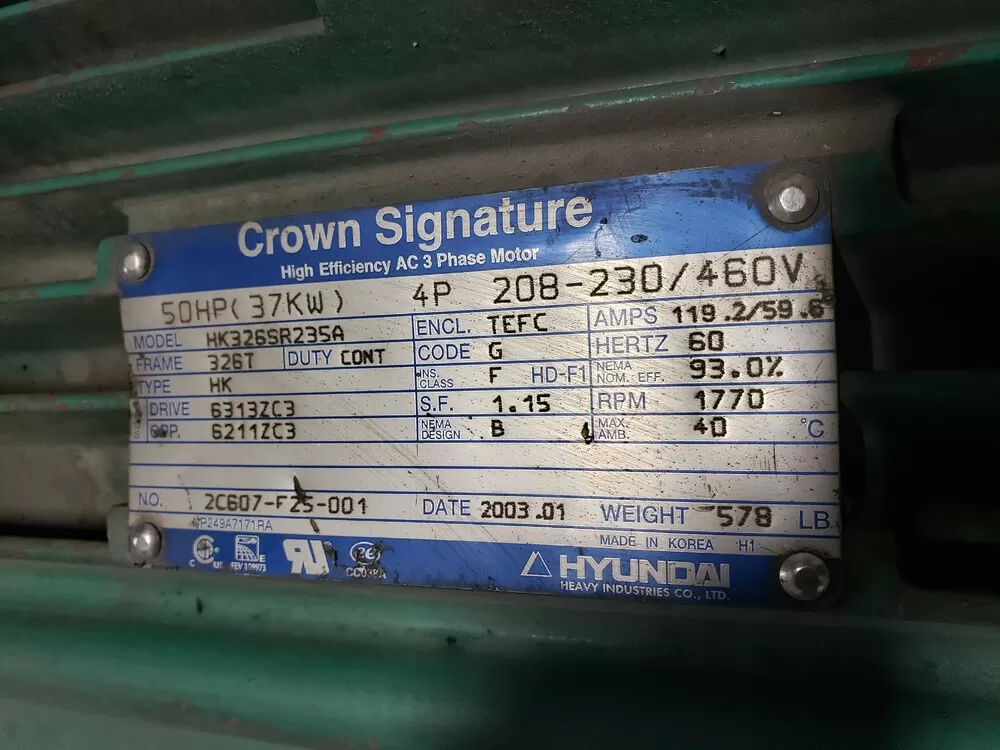 Crown Signature
High Efficiency AC 3 Phase Motor
50HP(37KW) 4P 208-230/460V
MODEL HK326SR235A ENCL. TEFC AMPS 119.2/59.6
FRAME 326T DUTY CONT CODE G HERTZ 60
TYPE HK INS. CLASS F HD-F1 NEMA NOM. EFF. 93.0%
DRIVE 6313ZC3 S.F. 1.15 RPM 1770
OPP. 6211ZC3 NEMA DESIGN B MAX. AMB. 40 °C
NO. 2C607-F25-001 DATE 2003.01 WEIGHT 578 LB
MADE IN KOREA H1
HYUNDAI
HEAVY INDUSTRIES CO., LTD.